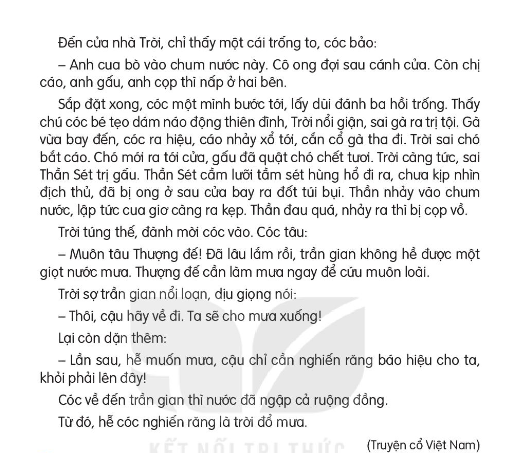 Đến cửa nhà Trời, chỉ thấy một cái trống to, cóc bảo:
– Anh cua bò vào chum nước này. Cô ong đợi sau cánh cửa. Còn chị
cáo, anh gấu, anh cọp thì nấp ở hai bên.
Sắp đặt xong, cóc một mình bước tới, lấy dùi đánh ba hồi trống. Thấy
chú cóc bé tẹo dám náo động thiên đình, Trời nổi giận, sai gà ra trị tội. Gà
vừa bay đến, cóc ra hiệu, cáo nhảy xổ tới, cắn cổ gà tha đi. Trời sai chó
bắt cáo. Chó mới ra tới cửa, gấu đã quật chó chết tươi. Trời càng tức, sai
Thần Sét trị gấu. Thần Sét cầm lưỡi tầm sét hùng hổ đi ra, chưa kịp nhìn
địch thủ, đã bị ong ở sau cửa bay ra đốt túi bụi. Thần nhảy vào chum
nước, lập tức cua giơ càng ra kẹp. Thần đau quá, nhảy ra thì bị cọp vồ.
Trời túng thế, đành mời cóc vào. Cóc tâu:
– Muôn tâu Thượng đế! Đã lâu lắm rồi, trần gian không hề được một
giọt nước mưa. Thượng đế cần làm mưa ngay để cứu muôn loài.
Trời sợ trần gian nổi loạn, dịu giọng nói:
– Thôi, cậu hãy về đi. Ta sẽ cho mưa xuống!
Lại còn dặn thêm:
– Lần sau, hễ muốn mưa, cậu chỉ cần nghiến răng báo hiệu cho ta,
khỏi phải lên đây!
Cóc về đến trần gian thì nước đã ngập cả ruộng đồng.
Từ đó, hễ cóc nghiến răng là trời đổ mưa.
(Truyện cổ Việt Nam)
KẾT NỐI TRI THỨC